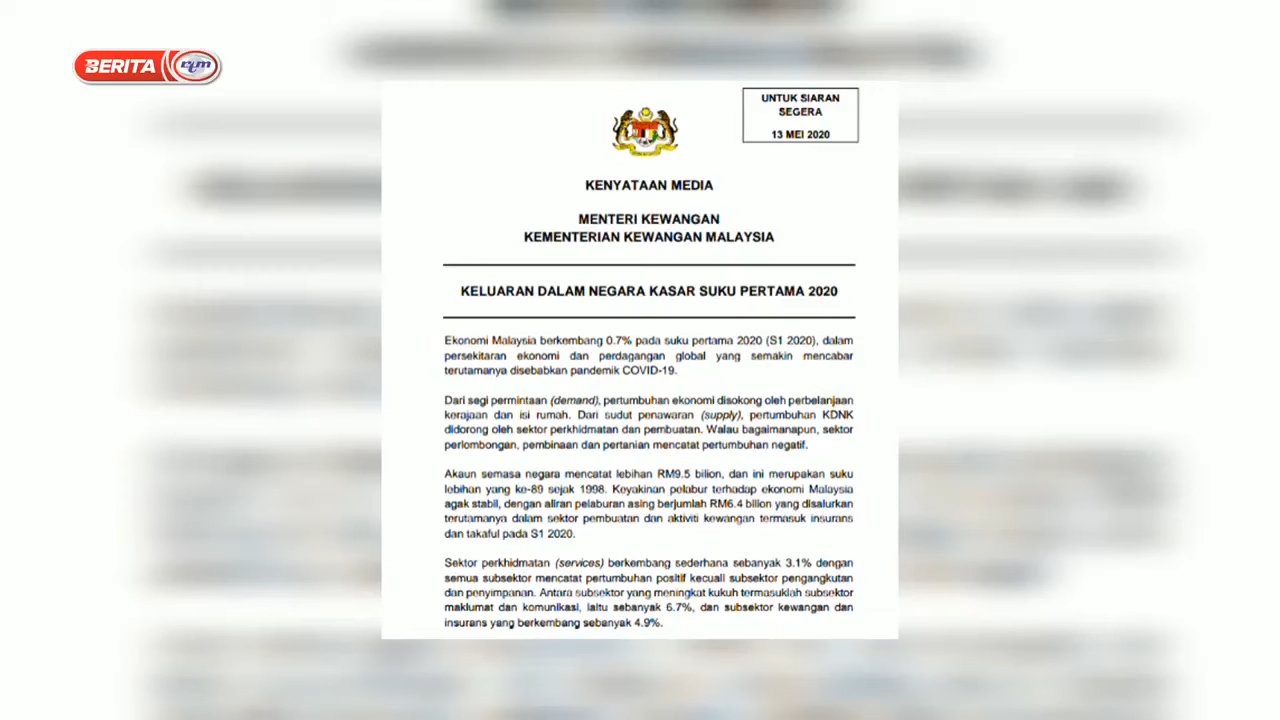 BERITA rtm
UNTUK SIARAN
SEGERA
13 MEI 2020
KENYATAAN MEDIA
MENTERI KEWANGAN
KEMENTERIAN KEWANGAN MALAYSIA
KELUARAN DALAM NEGARA KASAR SUKU PERTAMA 2020
Ekonomi Malaysia berkembang 0.7% pada suku pertama 2020 (S1 2020), dalam
persekitaran ekonomi dan perdagangan global yang semakin mencabar
terutamanya disebabkan pandemik COVID-19.
Dari segi permintaan (demand), pertumbuhan ekonomi disokong oleh perbelanjaan
kerajaan dan isi rumah. Dari sudut penawaran (supply), pertumbuhan KDNK
didorong oleh sektor perkhidmatan dan pembuatan. Walau bagaimanapun, sektor
perlombongan, pembinaan dan pertanian mencatat pertumbuhan negatif.
Akaun semasa negara mencatat lebihan RM9.5 bilion, dan ini merupakan suku
lebihan yang ke-89 sejak 1998. Keyakinan pelabur terhadap ekonomi Malaysia
agak stabil, dengan aliran pelaburan asing berjumlah RM6.4 bilion yang disalurkan
terutamanya dalam sektor pembuatan dan aktiviti kewangan termasuk insurans
dan takaful pada S1 2020.
Sektor perkhidmatan (services) berkembang sederhana sebanyak 3.1% dengan
semua subsektor mencatat pertumbuhan positif kecuali subsektor pengangkutan
dan penyimpanan. Antara subsektor yang meningkat kukuh termasuklah subsektor
maklumat dan komunikasi, iaitu sebanyak 6.7%, dan subsektor kewangan dan
insurans yang berkembang sebanyak 4.9%.